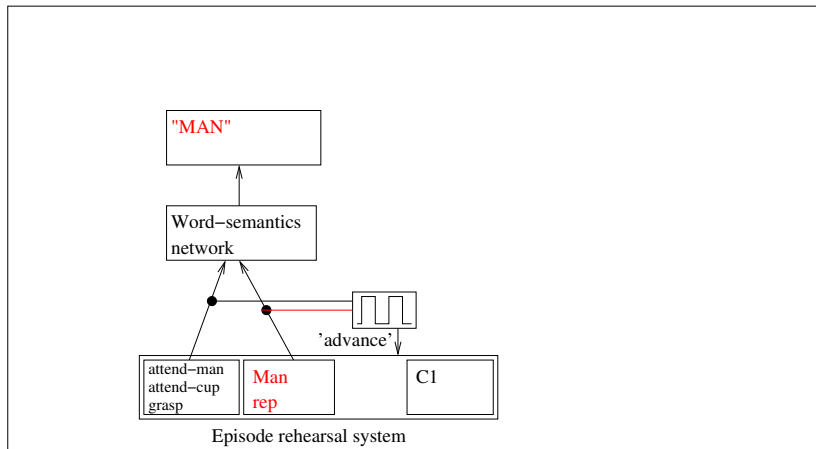 "MAN"
Word−semantics
network
'advance'
attend−man
attend−cup
grasp
Man
rep
C1
Episode rehearsal system